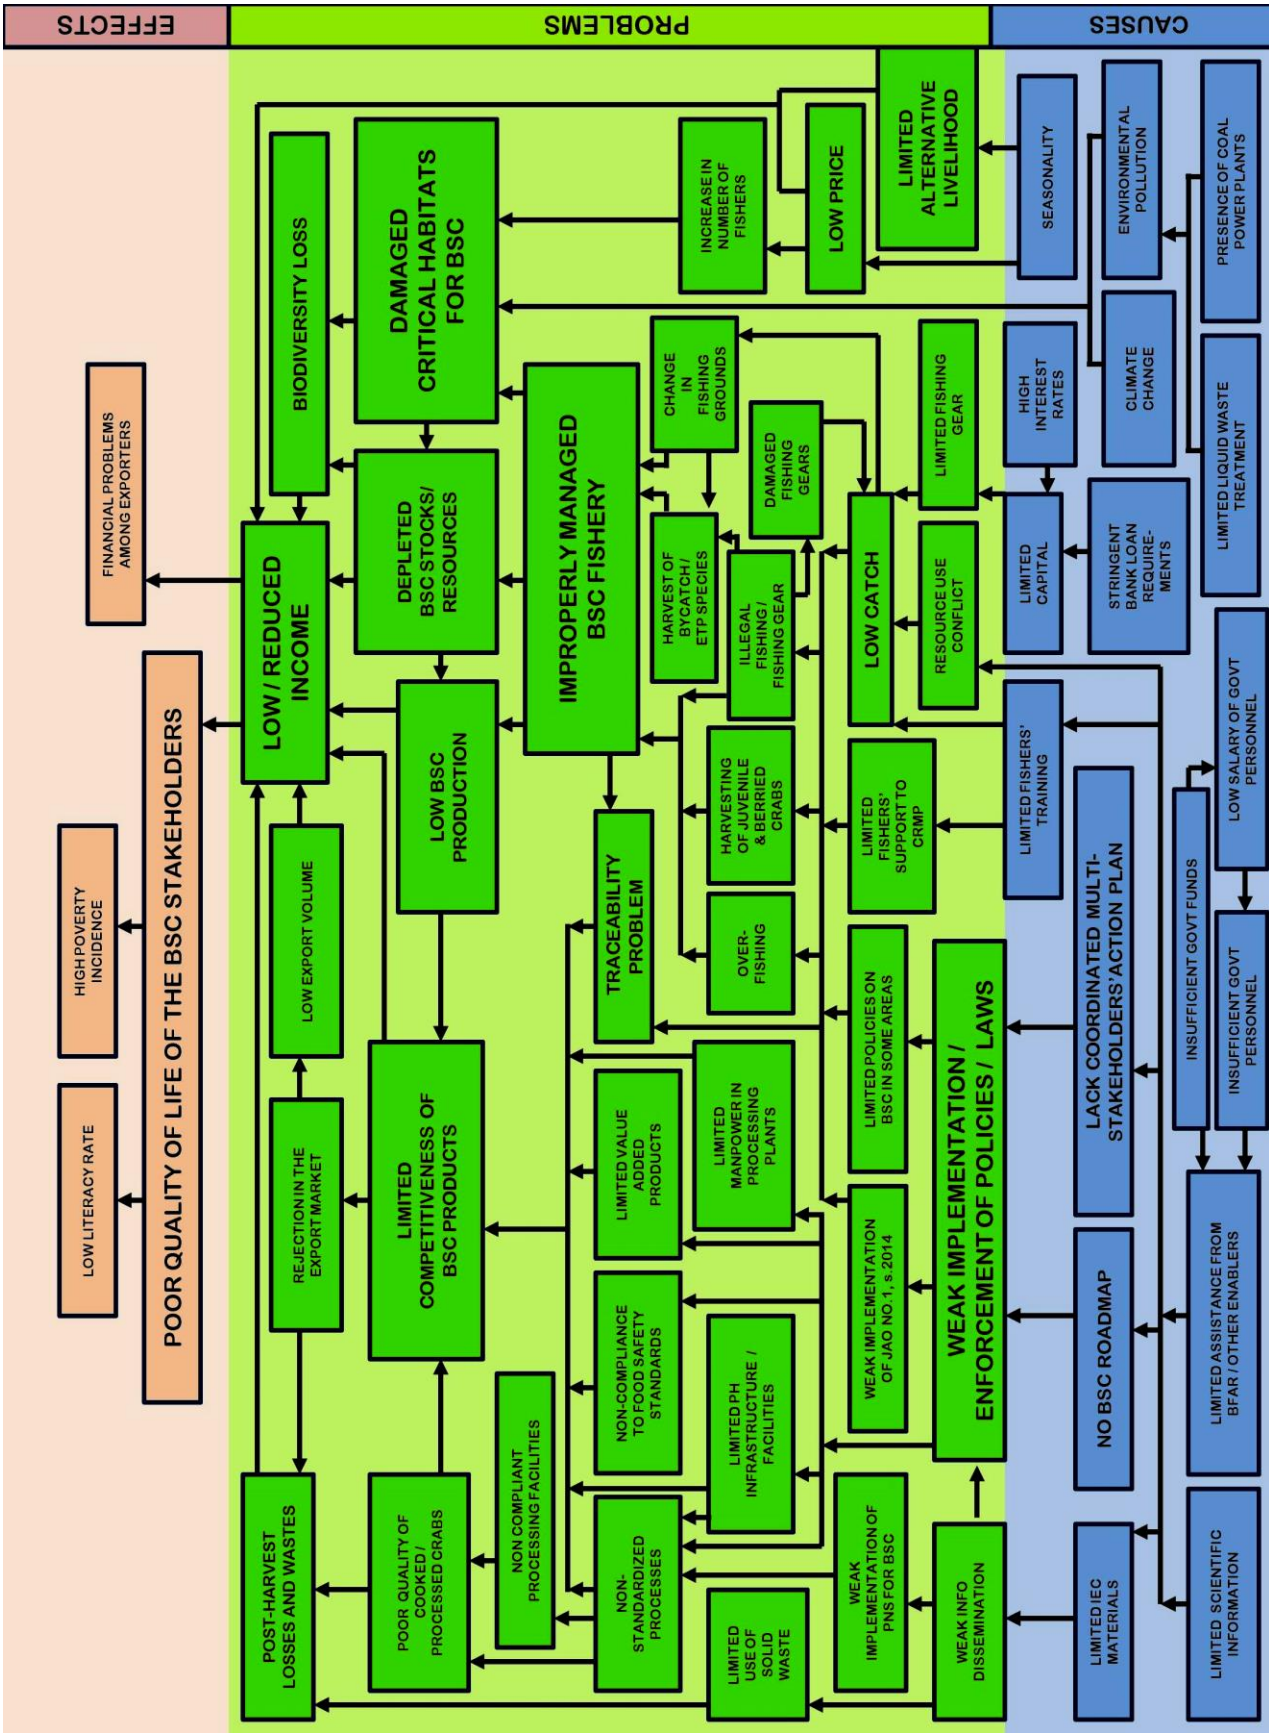 EFFECTS
PROBLEMS
CAUSES
LOW LITERACY RATE
HIGH POVERTY
INCIDENCE
FINANCIAL PROBLEMS
AMONG EXPORTERS
POOR QUALITY OF LIFE OF THE BSC STAKEHOLDERS
POST-HARVEST
LOSSES AND WASTES
REJECTION IN THE
EXPORT MARKET
LOW EXPORT VOLUME
LOW / REDUCED
INCOME
BIODIVERSITY LOSS
POOR QUALITY OF
COOKED /
PROCESSED CRABS
LIMITED
COMPETITIVENESS OF
BSC PRODUCTS
LOW BSC
PRODUCTION
DEPLETED
BSC STOCKS/
RESOURCES
DAMAGED
CRITICAL HABITATS
FOR BSC
NON COMPLIANT
PROCESSING FACILITIES
IMPROPERLY MANAGED
BSC FISHERY
NON-
STANDARDIZED
PROCESSES
NON-COMPLIANCE
TO FOOD SAFETY
STANDARDS
LIMITED VALUE
ADDED
PRODUCTS
TRACEABILITY
PROBLEM
HARVEST OF
BYCATCH /
ETP SPECIES
CHANGE
IN
FISHING
GROUNDS
INCREASE IN
NUMBER OF
FISHERS
LIMITED
USE OF
SOLID
WASTE
LIMITED PH
INFRASTRUCTURE /
FACILITIES
LIMITED
MANPOWER IN
PROCESSING
PLANTS
OVER-
FISHING
HARVESTING
OF JUVENILE
& BERRIED
CRABS
ILLEGAL
FISHING /
FISHING GEAR
DAMAGED
FISHING
GEARS
LOW PRICE
WEAK
IMPLEMENTATION OF
PNS FOR BSC
WEAK IMPLEMENTATION
OF JAO NO.1, s.2014
LIMITED POLICIES ON
BSC IN SOME AREAS
LIMITED
FISHERS'
SUPPORT TO
CRMP
LOW CATCH
LIMITED
ALTERNATIVE
LIVELIHOOD
WEAK INFO
DISSEMINATION
WEAK IMPLEMENTATION /
ENFORCEMENT OF POLICIES / LAWS
RESOURCE USE
CONFLICT
LIMITED FISHING
GEAR
LIMITED IEC
MATERIALS
NO BSC ROADMAP
LACK COORDINATED MULTI-
STAKEHOLDERS' ACTION PLAN
LIMITED FISHERS'
TRAINING
LIMITED
CAPITAL
HIGH
INTEREST
RATES
SEASONALITY
STRINGENT
BANK LOAN
REQUIRE-
MENTS
CLIMATE
CHANGE
ENVIRONMENTAL
POLLUTION
LIMITED SCIENTIFIC
INFORMATION
LIMITED ASSISTANCE FROM
BFAR / OTHER ENABLERS
INSUFFICIENT GOVT FUNDS
INSUFFICIENT GOVT
PERSONNEL
LOW SALARY OF GOVT
PERSONNEL
LIMITED LIQUID WASTE
TREATMENT
PRESENCE OF COAL
POWER PLANTS